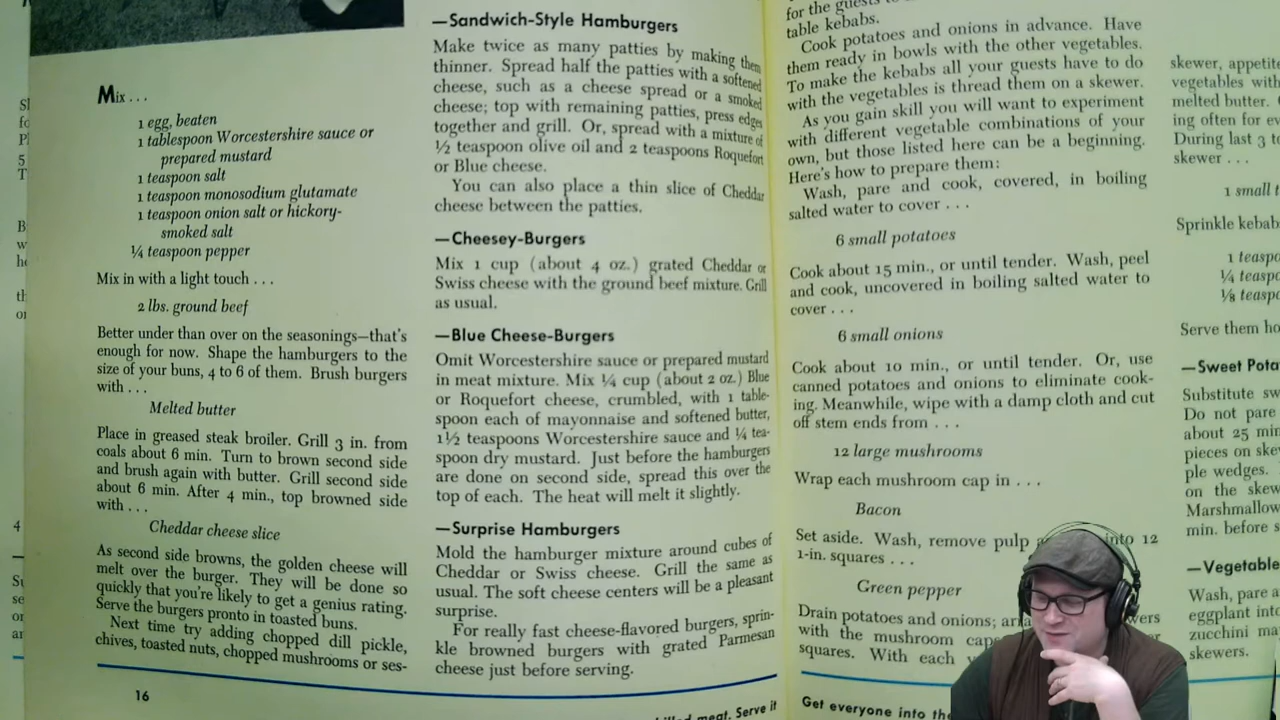 Mix . . .
1 egg, beaten
1 tablespoon Worcestershire sauce or
prepared mustard
1 teaspoon salt
1 teaspoon monosodium glutamate
1 teaspoon onion salt or hickory-
smoked salt
¼ teaspoon pepper
Mix in with a light touch . . .
2 lbs. ground beef
Better under than over on the seasonings—that's
enough for now. Shape the hamburgers to the
size of your buns, 4 to 6 of them. Brush burgers
with . . .
Melted butter
Place in greased steak broiler. Grill 3 in. from
coals about 6 min. Turn to brown second side
and brush again with butter. Grill second side
about 6 min. After 4 min., top browned side
with . . .
Cheddar cheese slice
As second side browns, the golden cheese will
melt over the burger. They will be done so
quickly that you're likely to get a genius rating.
Serve the burgers pronto in toasted buns.
Next time try adding chopped dill pickle,
chives, toasted nuts, chopped mushrooms or ses-
16
—Sandwich-Style Hamburgers
Make twice as many patties by making them
thinner. Spread half the patties with a softened
cheese, such as a cheese spread or a smoked
cheese; top with remaining patties, press edges
together and grill. Or, spread with a mixture of
½ teaspoon olive oil and 2 teaspoons Roquefort
or Blue cheese.
You can also place a thin slice of Cheddar
cheese between the patties.
—Cheesey-Burgers
Mix 1 cup (about 4 oz.) grated Cheddar or
Swiss cheese with the ground beef mixture. Grill
as usual.
—Blue Cheese-Burgers
Omit Worcestershire sauce or prepared mustard
in meat mixture. Mix ¼ cup (about 2 oz.) Blue
or Roquefort cheese, crumbled, with 1 table-
spoon each of mayonnaise and softened butter,
1½ teaspoons Worcestershire sauce and ¼ tea-
spoon dry mustard. Just before the hamburgers
are done on second side, spread this over the
top of each. The heat will melt it slightly.
—Surprise Hamburgers
Mold the hamburger mixture around cubes of
Cheddar or Swiss cheese. Grill the same as
usual. The soft cheese centers will be a pleasant
surprise.
For really fast cheese-flavored burgers, sprin-
kle browned burgers with grated Parmesan
cheese just before serving.
meat. Serve it
for the guests to
table kebabs.
Cook potatoes and onions in advance. Have
them ready in bowls with the other vegetables.
To make the kebabs all your guests have to do
with the vegetables is thread them on a skewer.
As you gain skill you will want to experiment
with different vegetable combinations of your
own, but those listed here can be a beginning.
Here's how to prepare them:
Wash, pare and cook, covered, in boiling
salted water to cover . . .
6 small potatoes
Cook about 15 min., or until tender. Wash, peel
and cook, uncovered in boiling salted water to
cover . . .
6 small onions
Cook about 10 min., or until tender. Or, use
canned potatoes and onions to eliminate cook-
ing. Meanwhile, wipe with a damp cloth and cut
off stem ends from . . .
12 large mushrooms
Wrap each mushroom cap in . . .
Bacon
Set aside. Wash, remove pulp into 12
1-in. squares . . .
Green pepper
Drain potatoes and onions;
with the mushroom
squares. With each
Get everyone into the
skewer, appetite
vegetables with
melted butter.
ing often for
During last 3
skewer . . .
1 small
Sprinkle
1
¼
⅛
Serve them
—Sweet
Substitute
Do not pare
about 25 min
pieces on
ple wedges.
on the
Marshmallow
min. before
—Vegetable
Wash, pare
eggplant into
zucchini
skewers.